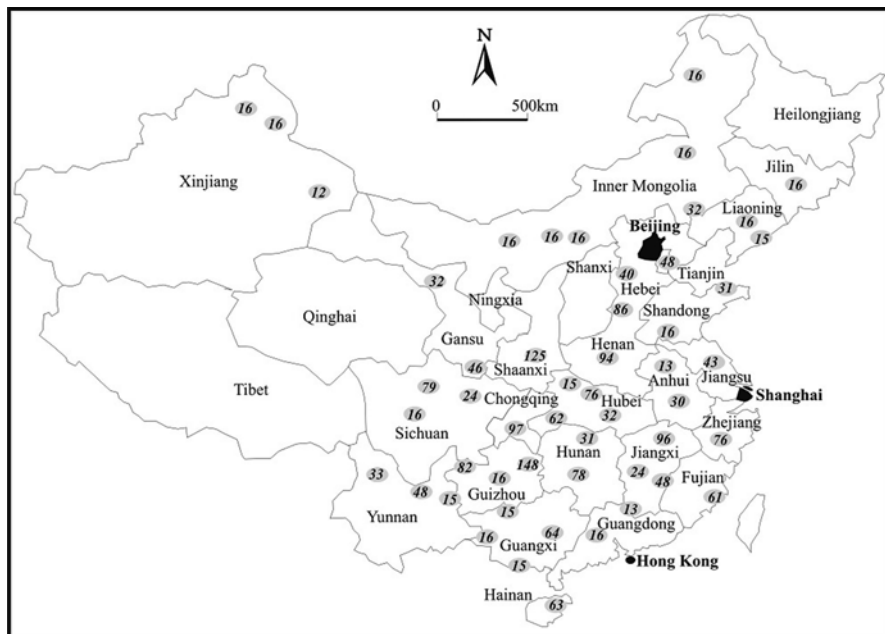 N
0 500km
16
Heilongjiang
16
16
16
Jilin
16
Xinjiang
12
Inner Mongolia
32
Liaoning
16
15
Beijing
16
16
16
48
Tianjin
Shanxi
40
Hebei
31
32
Ningxia
86
Shandong
16
Qinghai
Gansu
Henan
94
125
Shaanxi
46
13
Anhui
43
Jiangsu
Shanghai
Tibet
79
24
Chongqing
15
76
Hubei
32
30
16
Sichuan
97
62
Zhejiang
76
31
Hunan
78
96
Jiangxi
24
48
Fujian
61
82
148
16
Guizhou
33
48
15
Yunnan
15
13
Guangdong
16
16
64
Guangxi
15
Hong Kong
Hainan
63